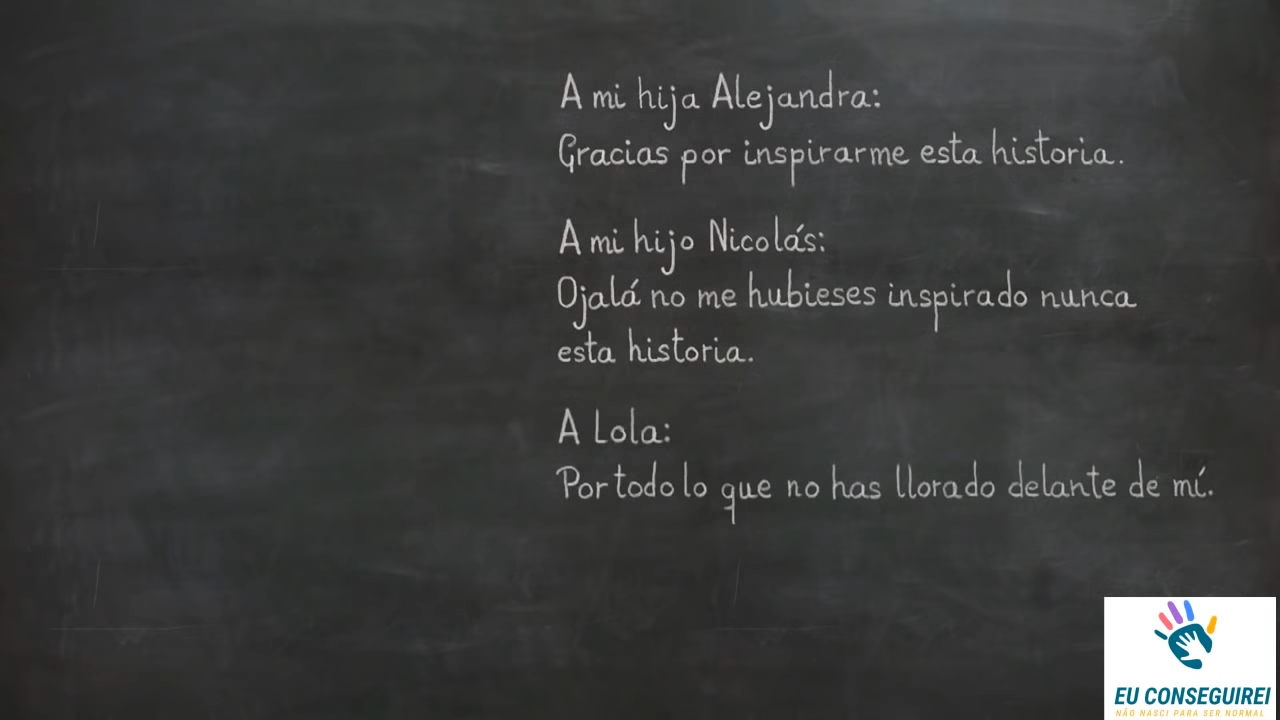 A mi hija Alejandra:
Gracias por inspirarme esta historia.
A mi hijo Nicolás:
Ojalá no me hubieses inspirado nunca
esta historia.
A Lola:
Por todo lo que no has llorado delante de mí.
EU CONSEGUIREI
NÃO NASCI PARA SER NORMAL